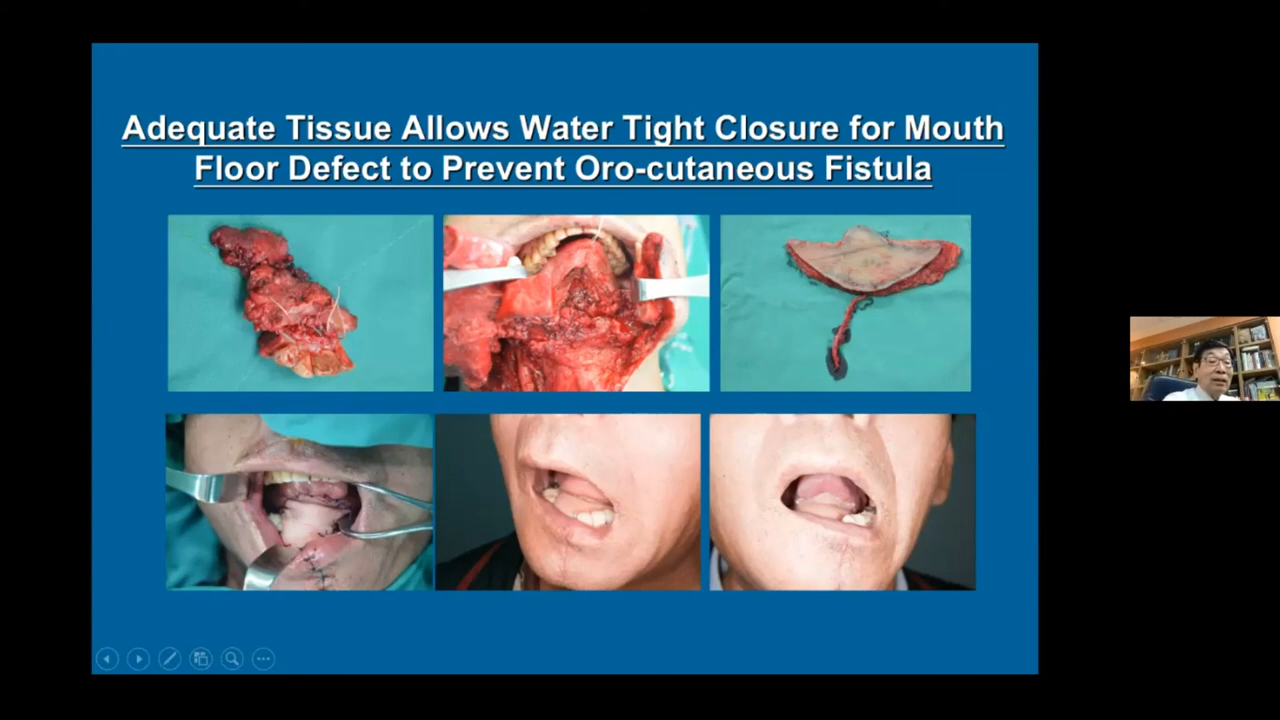 Adequate Tissue Allows Water Tight Closure for Mouth
Floor Defect to Prevent Oro-cutaneous Fistula